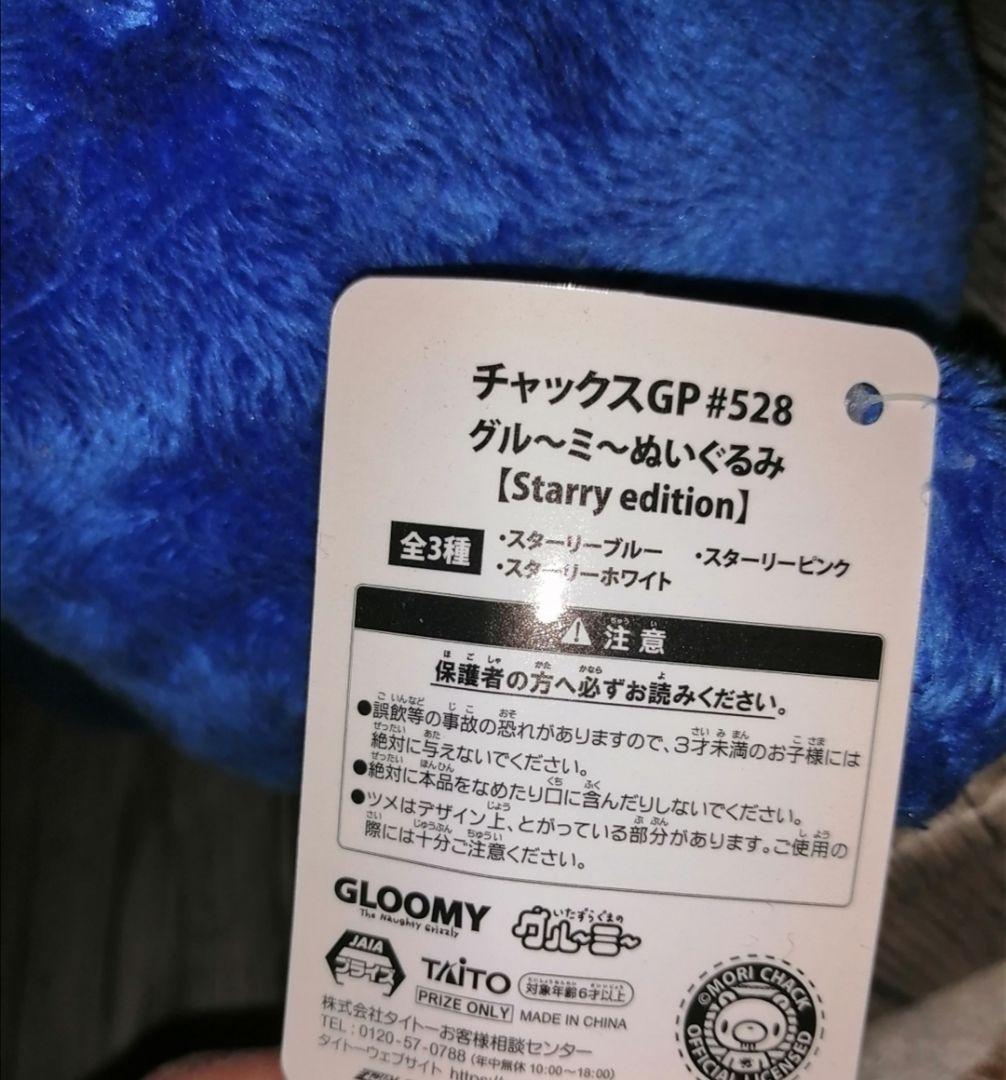 チャックスGP #528
グル〜ミ〜ぬいぐるみ
【Starry edition】
全3種 ・スターリーブルー ・スターリーピンク
・スターリーホワイト
注意
保護者の方へ必ずお読みください。
●誤飲等の事故の恐れがありますので、3才未満のお子様には
絶対に与えないでください。
●絶対に本品をなめたり口に含んだりしないでください。
●ツメはデザイン上、とがっている部分があります。ご使用の
際には十分ご注意ください。
GLOOMY
The Naughty Grizzly
いたずらぐまの
グル〜ミ〜
JAIA
プライズ
TAITO
対象年齢6才以上
PRIZE ONLY MADE IN CHINA
株式会社タイトーお客様相談センター
TEL:0120-57-0788 (年中無休 10:00〜18:00)
タイトーウェブサイト https:/
©MORI CHACK
OFFICIAL LICENSED